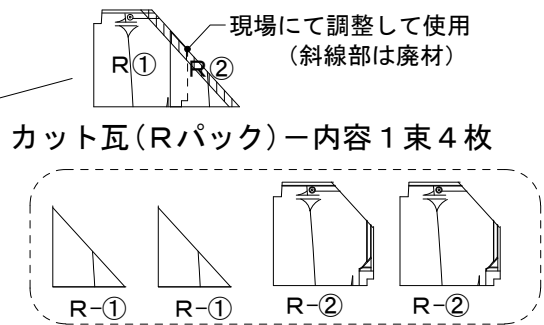 現場にて調整して使用
（斜線部は廃材）
R① R②
カット瓦（Rパック）－内容１束４枚
R-① R-① R-② R-②